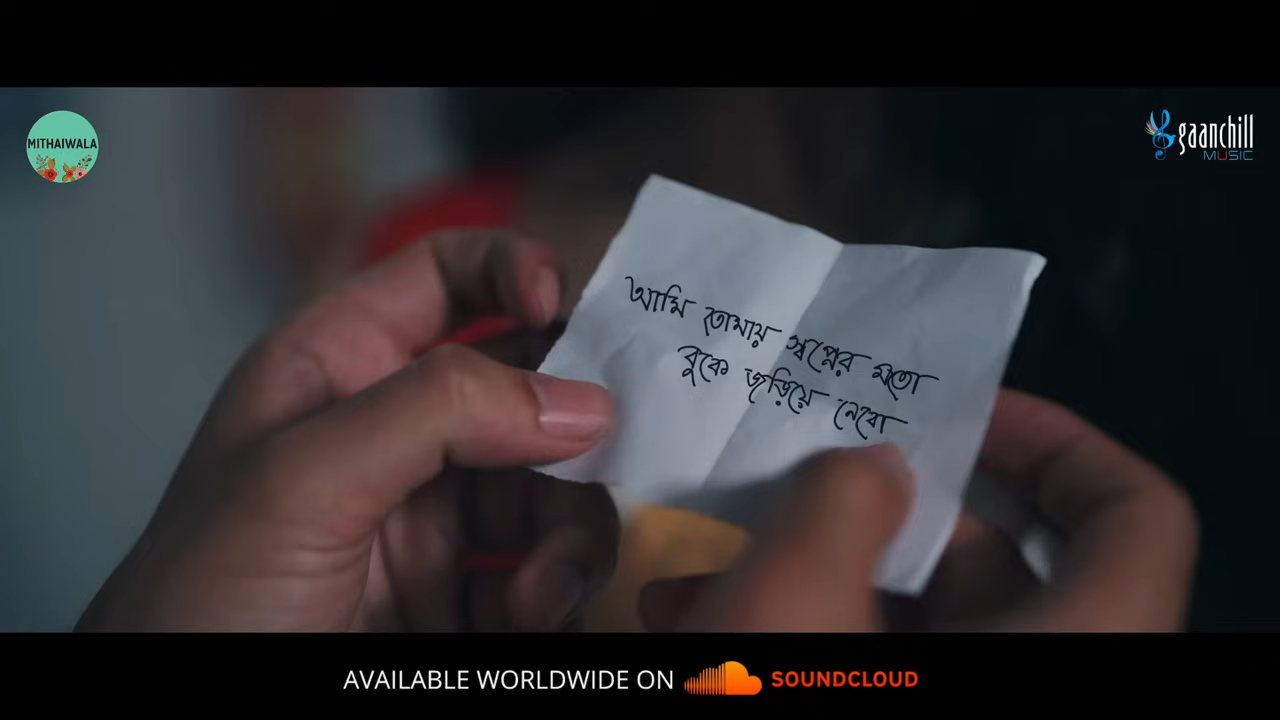 MITHAIWALA
gaanchill
MUSIC
আমি তোমায় স্বপ্নের মতো
বুকে জড়িয়ে নেবো
AVAILABLE WORLDWIDE ON SOUNDCLOUD